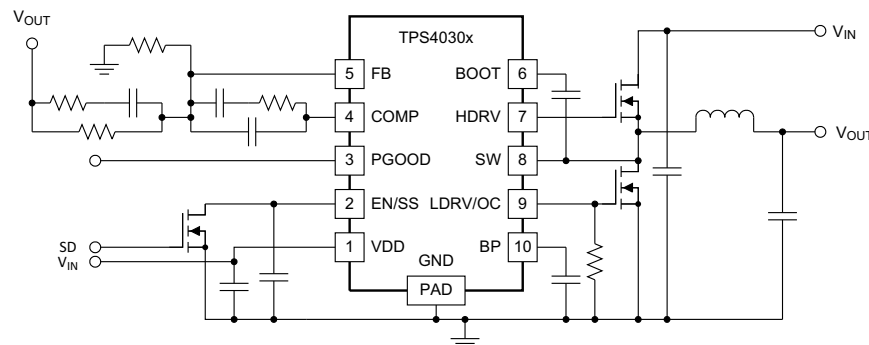 VOUT
TPS4030x
VIN
5 FB BOOT 6
4 COMP HDRV 7
VOUT
3 PGOOD SW 8
2 EN/SS LDRV/OC 9
SD
VIN
1 VDD BP 10
GND
PAD